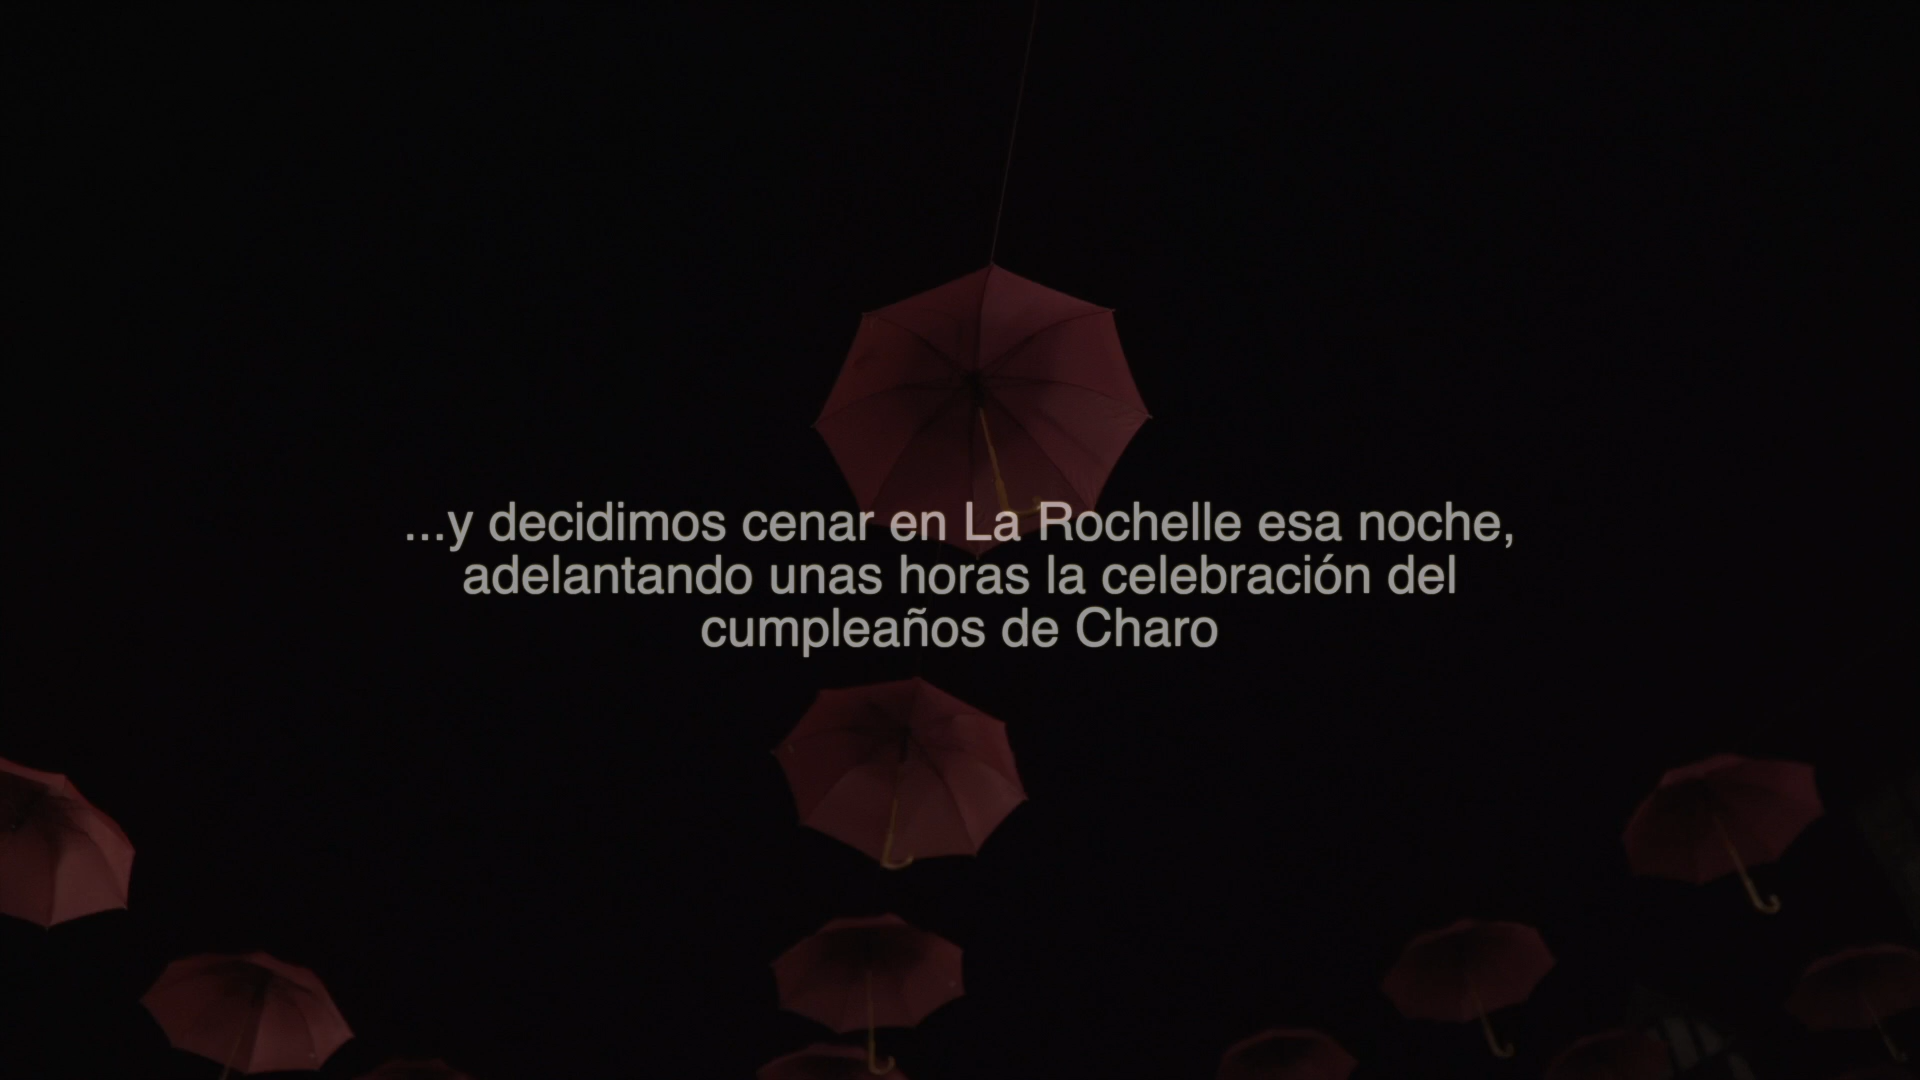 ...y decidimos cenar en La Rochelle esa noche,
adelantando unas horas la celebración del
cumpleaños de Charo